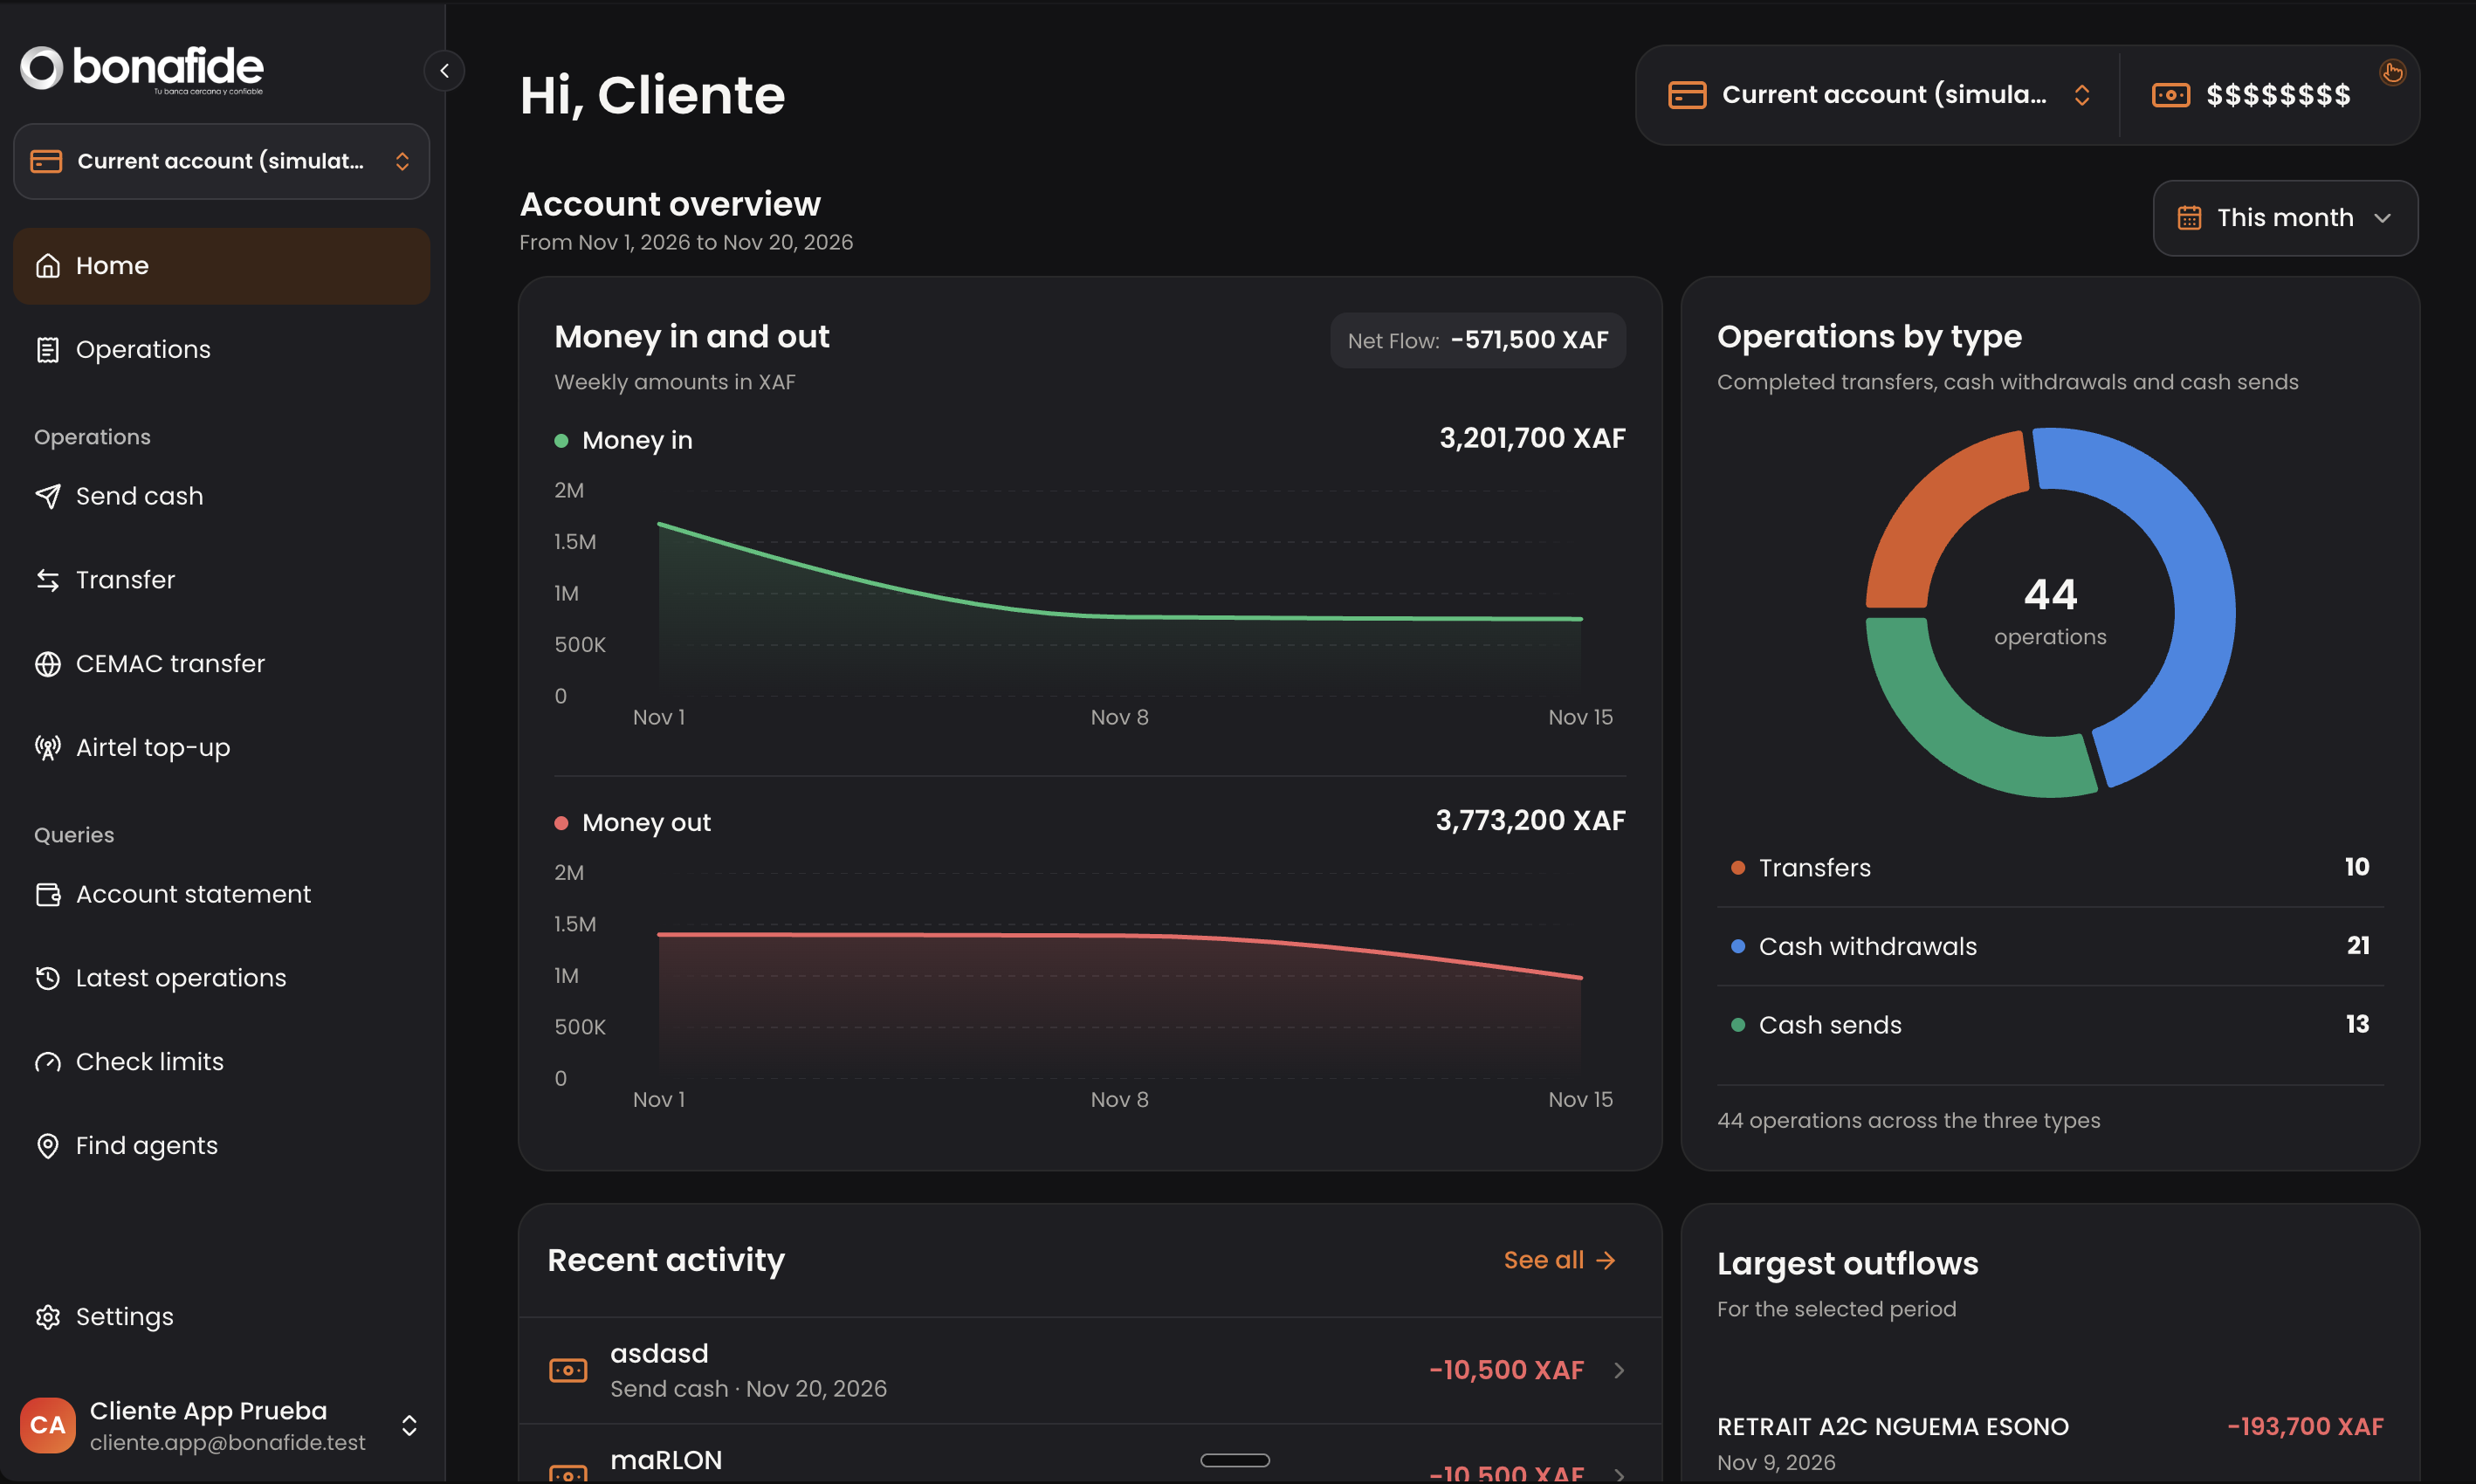 bonafide
Tu banca cercana y confiable
Current account (simulat...
Home
Operations
Operations
Send cash
Transfer
CEMAC transfer
Airtel top-up
Queries
Account statement
Latest operations
Check limits
Find agents
Settings
CA
Cliente App Prueba
cliente.app@bonafide.test
Hi, Cliente
Current account (simula...
$$$$$$$$
Account overview
From Nov 1, 2026 to Nov 20, 2026
This month
Money in and out
Net Flow: -571,500 XAF
Weekly amounts in XAF
Money in
3,201,700 XAF
2M
1.5M
1M
500K
0
Nov 1 Nov 8 Nov 15
Money out
3,773,200 XAF
2M
1.5M
1M
500K
0
Nov 1 Nov 8 Nov 15
Operations by type
Completed transfers, cash withdrawals and cash sends
44
operations
Transfers 10
Cash withdrawals 21
Cash sends 13
44 operations across the three types
Recent activity
See all
asdasd
Send cash · Nov 20, 2026
-10,500 XAF
maRLON
-10,500 XAF
Largest outflows
For the selected period
RETRAIT A2C NGUEMA ESONO
-193,700 XAF
Nov 9, 2026